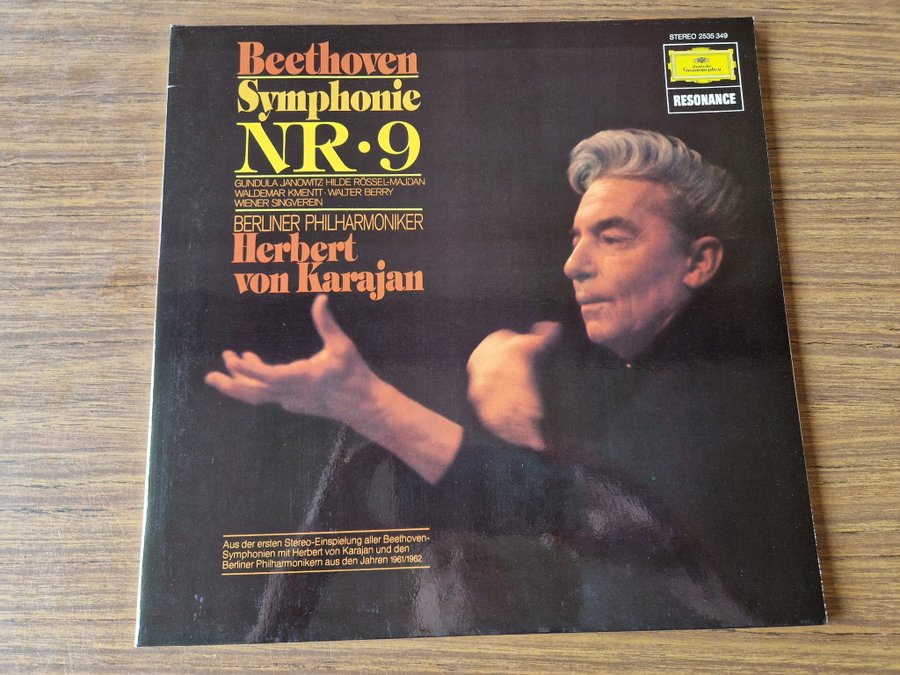 Beethoven
Symphonie
NR·9
GUNDULA JANOWITZ HILDE RÖSSEL-MAJDAN
WALDEMAR KMENTT · WALTER BERRY
WIENER SINGVEREIN
BERLINER PHILHARMONIKER
Herbert
von Karajan
STEREO 2535 349
Deutsche
Grammophon
RESONANCE
Aus der ersten Stereo-Einspielung aller Beethoven-
Symphonien mit Herbert von Karajan und den
Berliner Philharmonikern aus den Jahren 1961/1962